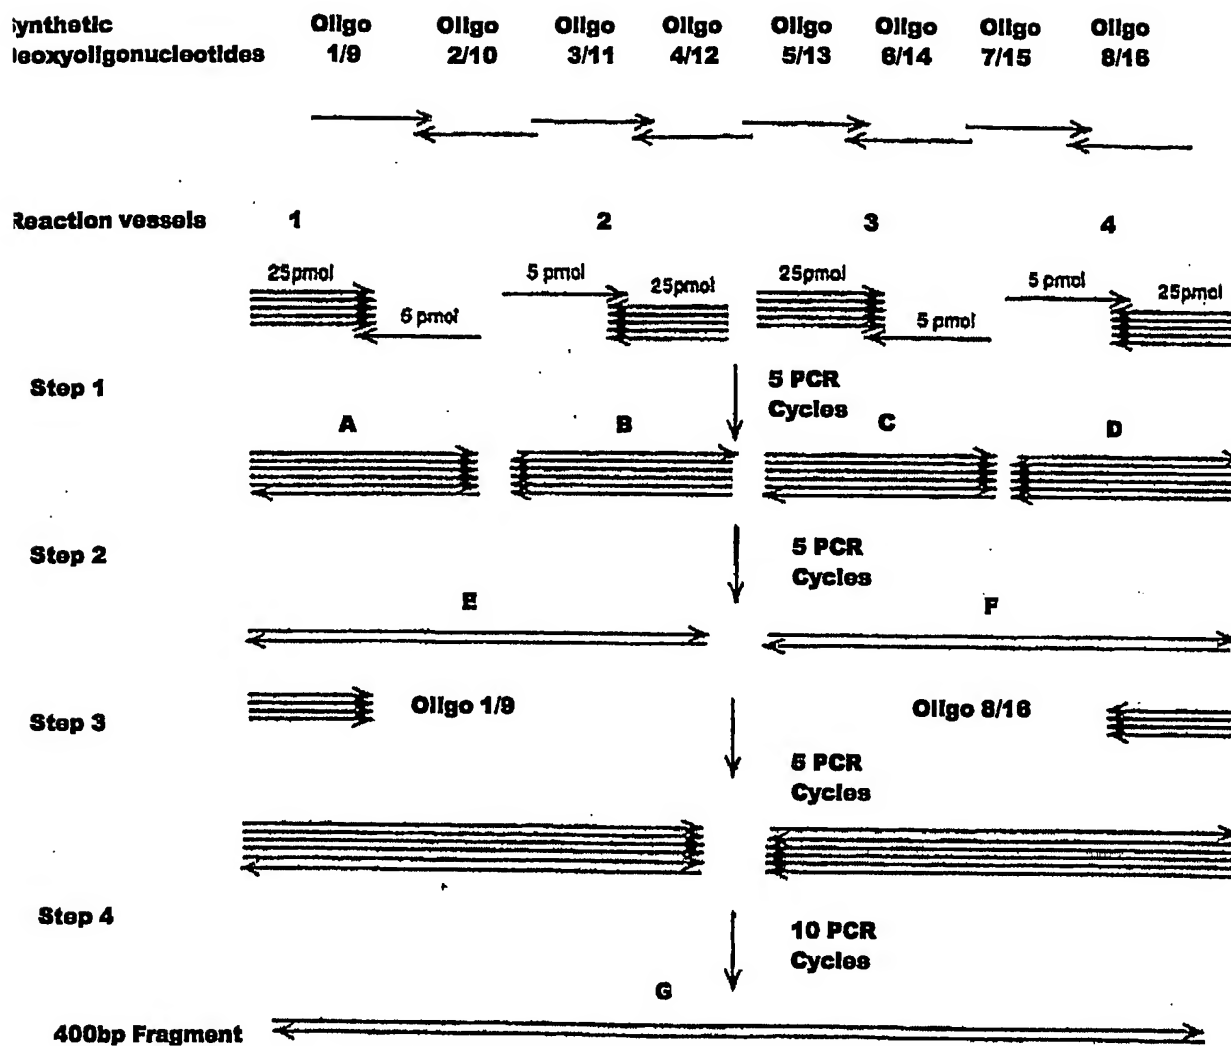 ynthetic Oligo Oligo Oligo Oligo Oligo Oligo Oligo Oligo
leoxyoligonucleotides 1/9 2/10 3/11 4/12 5/13 6/14 7/15 8/16
Reaction vessels 1 2 3 4
25pmol 5 pmol 5 pmol 25pmol 25pmol 5 pmol 5 pmol 25pmol
Step 1 5 PCR
Cycles
A B C D
Step 2 5 PCR
Cycles
E F
Step 3 Oligo 1/9 Oligo 8/16
5 PCR
Cycles
Step 4 10 PCR
Cycles
G
400bp Fragment